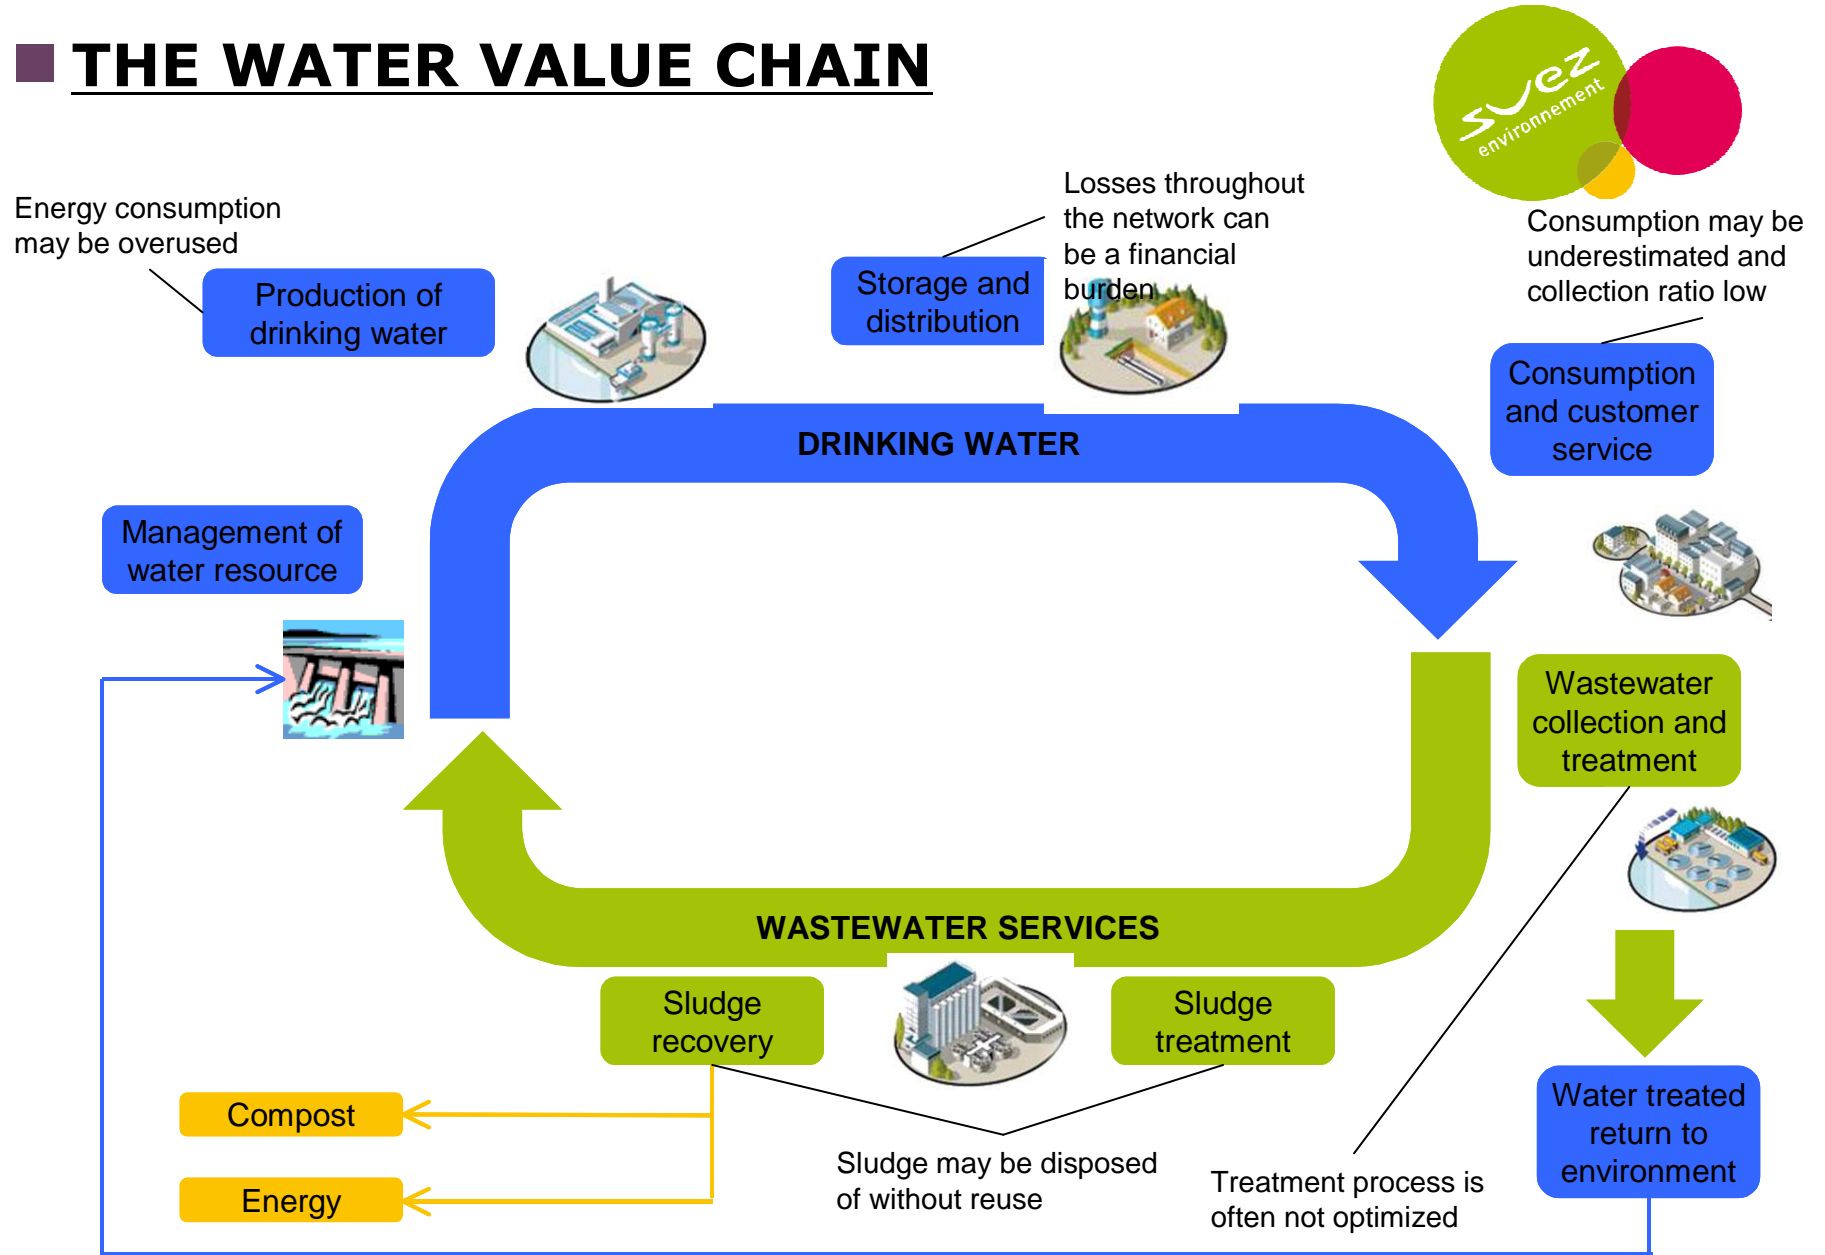 THE WATER VALUE CHAIN
suez
environnement
Energy consumption
may be overused
Losses throughout
the network can
be a financial
burden
Consumption may be
underestimated and
collection ratio low
Production of
drinking water
Storage and
distribution
Consumption
and customer
service
DRINKING WATER
Management of
water resource
Wastewater
collection and
treatment
WASTEWATER SERVICES
Sludge
recovery
Sludge
treatment
Water treated
return to
environment
Compost
Energy
Sludge may be disposed
of without reuse
Treatment process is
often not optimized